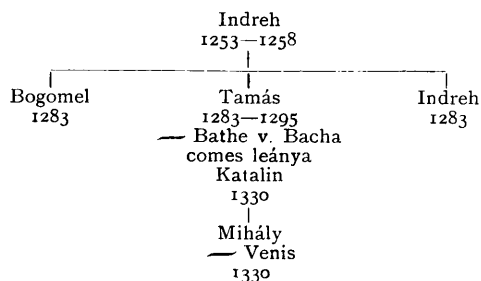 Indreh
1253—1258
Bogomel Tamás Indreh
1283 1283—1295 1283
— Bathe v. Bacha
comes leánya
Katalin
1330
Mihály
— Venis
1330